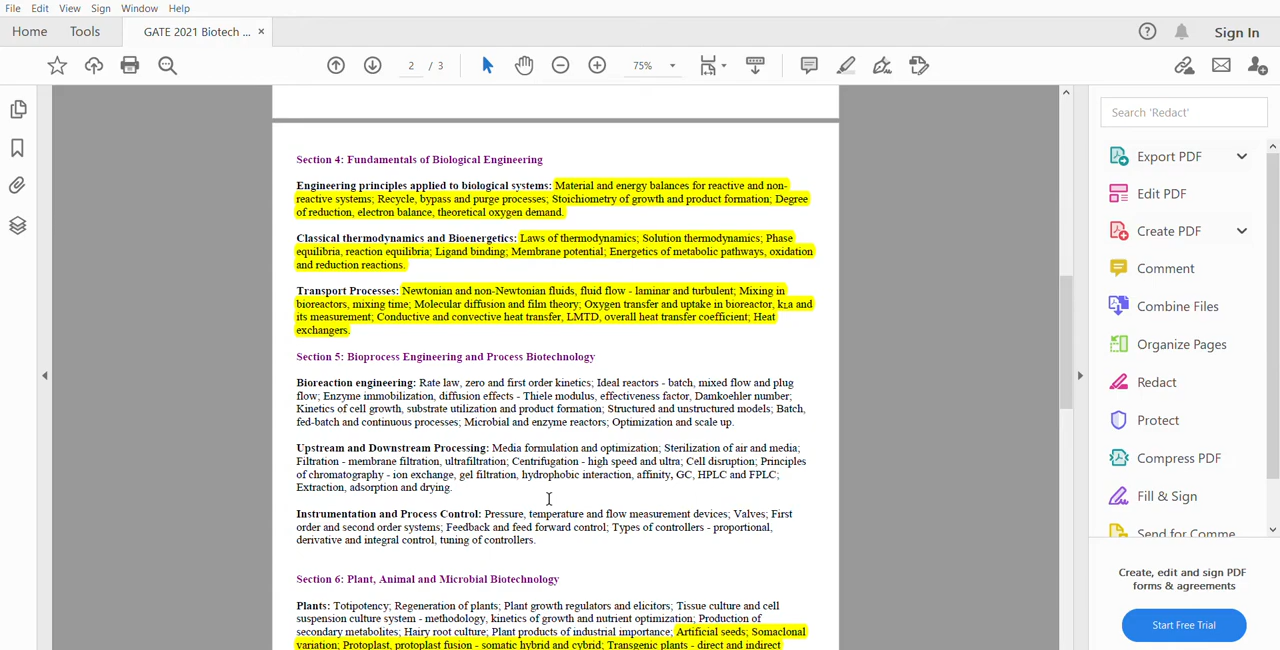 File Edit View Sign Window Help
Home Tools GATE 2021 Biotech ... × Sign In
2 / 3 75%
Search 'Redact'
Export PDF
Edit PDF
Create PDF
Comment
Combine Files
Organize Pages
Redact
Protect
Compress PDF
Fill & Sign
Send for Comme
Create, edit and sign PDF
forms & agreements
Start Free Trial
Section 4: Fundamentals of Biological Engineering
Engineering principles applied to biological systems: Material and energy balances for reactive and non-
reactive systems; Recycle, bypass and purge processes; Stoichiometry of growth and product formation; Degree
of reduction, electron balance, theoretical oxygen demand.
Classical thermodynamics and Bioenergetics: Laws of thermodynamics; Solution thermodynamics; Phase
equilibria, reaction equilibria; Ligand binding; Membrane potential; Energetics of metabolic pathways, oxidation
and reduction reactions.
Transport Processes: Newtonian and non-Newtonian fluids, fluid flow - laminar and turbulent; Mixing in
bioreactors, mixing time; Molecular diffusion and film theory; Oxygen transfer and uptake in bioreactor, kLa and
its measurement; Conductive and convective heat transfer, LMTD, overall heat transfer coefficient; Heat
exchangers.
Section 5: Bioprocess Engineering and Process Biotechnology
Bioreaction engineering: Rate law, zero and first order kinetics; Ideal reactors - batch, mixed flow and plug
flow; Enzyme immobilization, diffusion effects - Thiele modulus, effectiveness factor, Damkoehler number;
Kinetics of cell growth, substrate utilization and product formation; Structured and unstructured models; Batch,
fed-batch and continuous processes; Microbial and enzyme reactors; Optimization and scale up.
Upstream and Downstream Processing: Media formulation and optimization; Sterilization of air and media;
Filtration - membrane filtration, ultrafiltration; Centrifugation - high speed and ultra; Cell disruption; Principles
of chromatography - ion exchange, gel filtration, hydrophobic interaction, affinity, GC, HPLC and FPLC;
Extraction, adsorption and drying.
Instrumentation and Process Control: Pressure, temperature and flow measurement devices; Valves; First
order and second order systems; Feedback and feed forward control; Types of controllers - proportional,
derivative and integral control, tuning of controllers.
Section 6: Plant, Animal and Microbial Biotechnology
Plants: Totipotency; Regeneration of plants; Plant growth regulators and elicitors; Tissue culture and cell
suspension culture system - methodology, kinetics of growth and nutrient optimization; Production of
secondary metabolites; Hairy root culture; Plant products of industrial importance; Artificial seeds; Somaclonal
variation; Protoplast, protoplast fusion - somatic hybrid and cybrid; Transgenic plants - direct and indirect